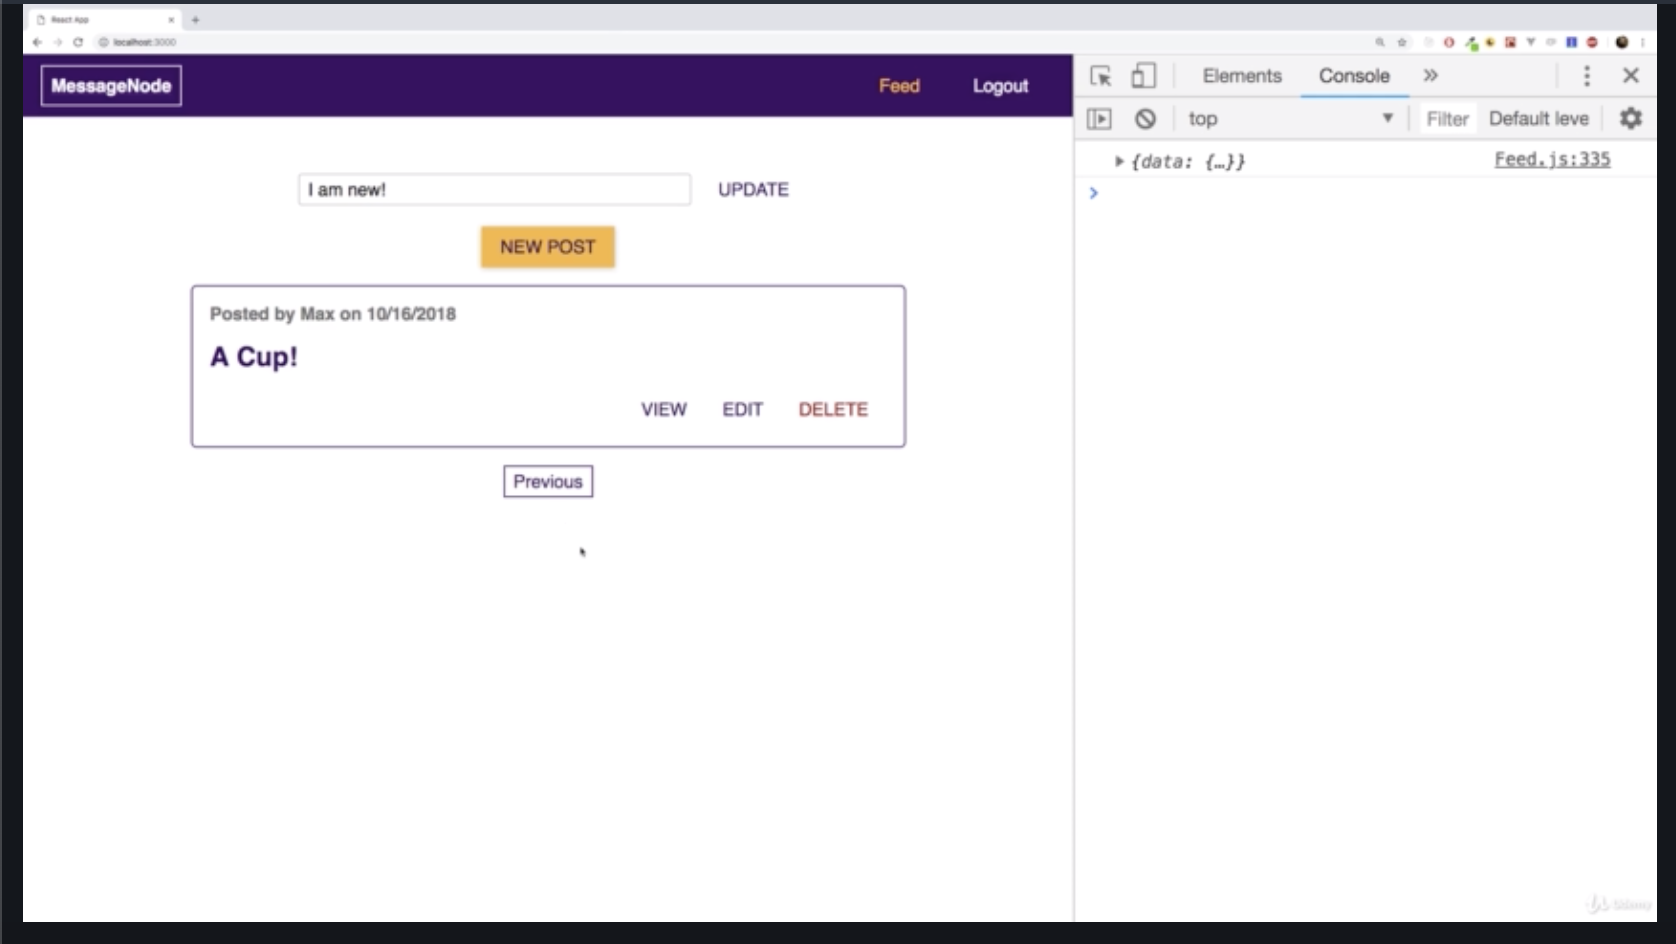 React App
localhost:3000
MessageNode
Feed
Logout
I am new!
UPDATE
NEW POST
Posted by Max on 10/16/2018
A Cup!
VIEW
EDIT
DELETE
Previous
Elements
Console
top
Filter
Default leve
{data: {…}}
Feed.js:335
Udemy